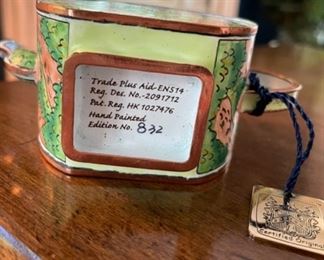 Trade Plus Aid-EN514
Reg. Des. No.-2091712
Pat. Reg. HK 1027476
Hand Painted
Edition No. 832
Certified Original